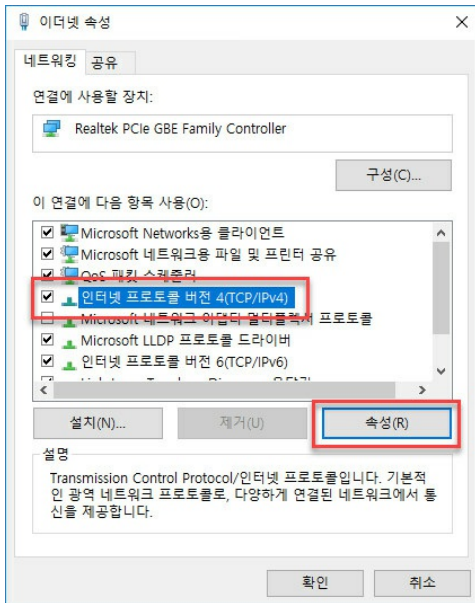 이더넷 속성
네트워킹 공유
연결에 사용할 장치:
Realtek PCIe GBE Family Controller
구성(C)...
이 연결에 다음 항목 사용(O):
Microsoft Networks용 클라이언트
Microsoft 네트워크용 파일 및 프린터 공유
QoS 패킷 스케줄러
인터넷 프로토콜 버전 4(TCP/IPv4)
Microsoft 네트워크 어댑터 멀티플렉서 프로토콜
Microsoft LLDP 프로토콜 드라이버
인터넷 프로토콜 버전 6(TCP/IPv6)
설치(N)... 제거(U) 속성(R)
설명
Transmission Control Protocol/인터넷 프로토콜입니다. 기본적
인 광역 네트워크 프로토콜로, 다양하게 연결된 네트워크에서 통
신을 제공합니다.
확인 취소